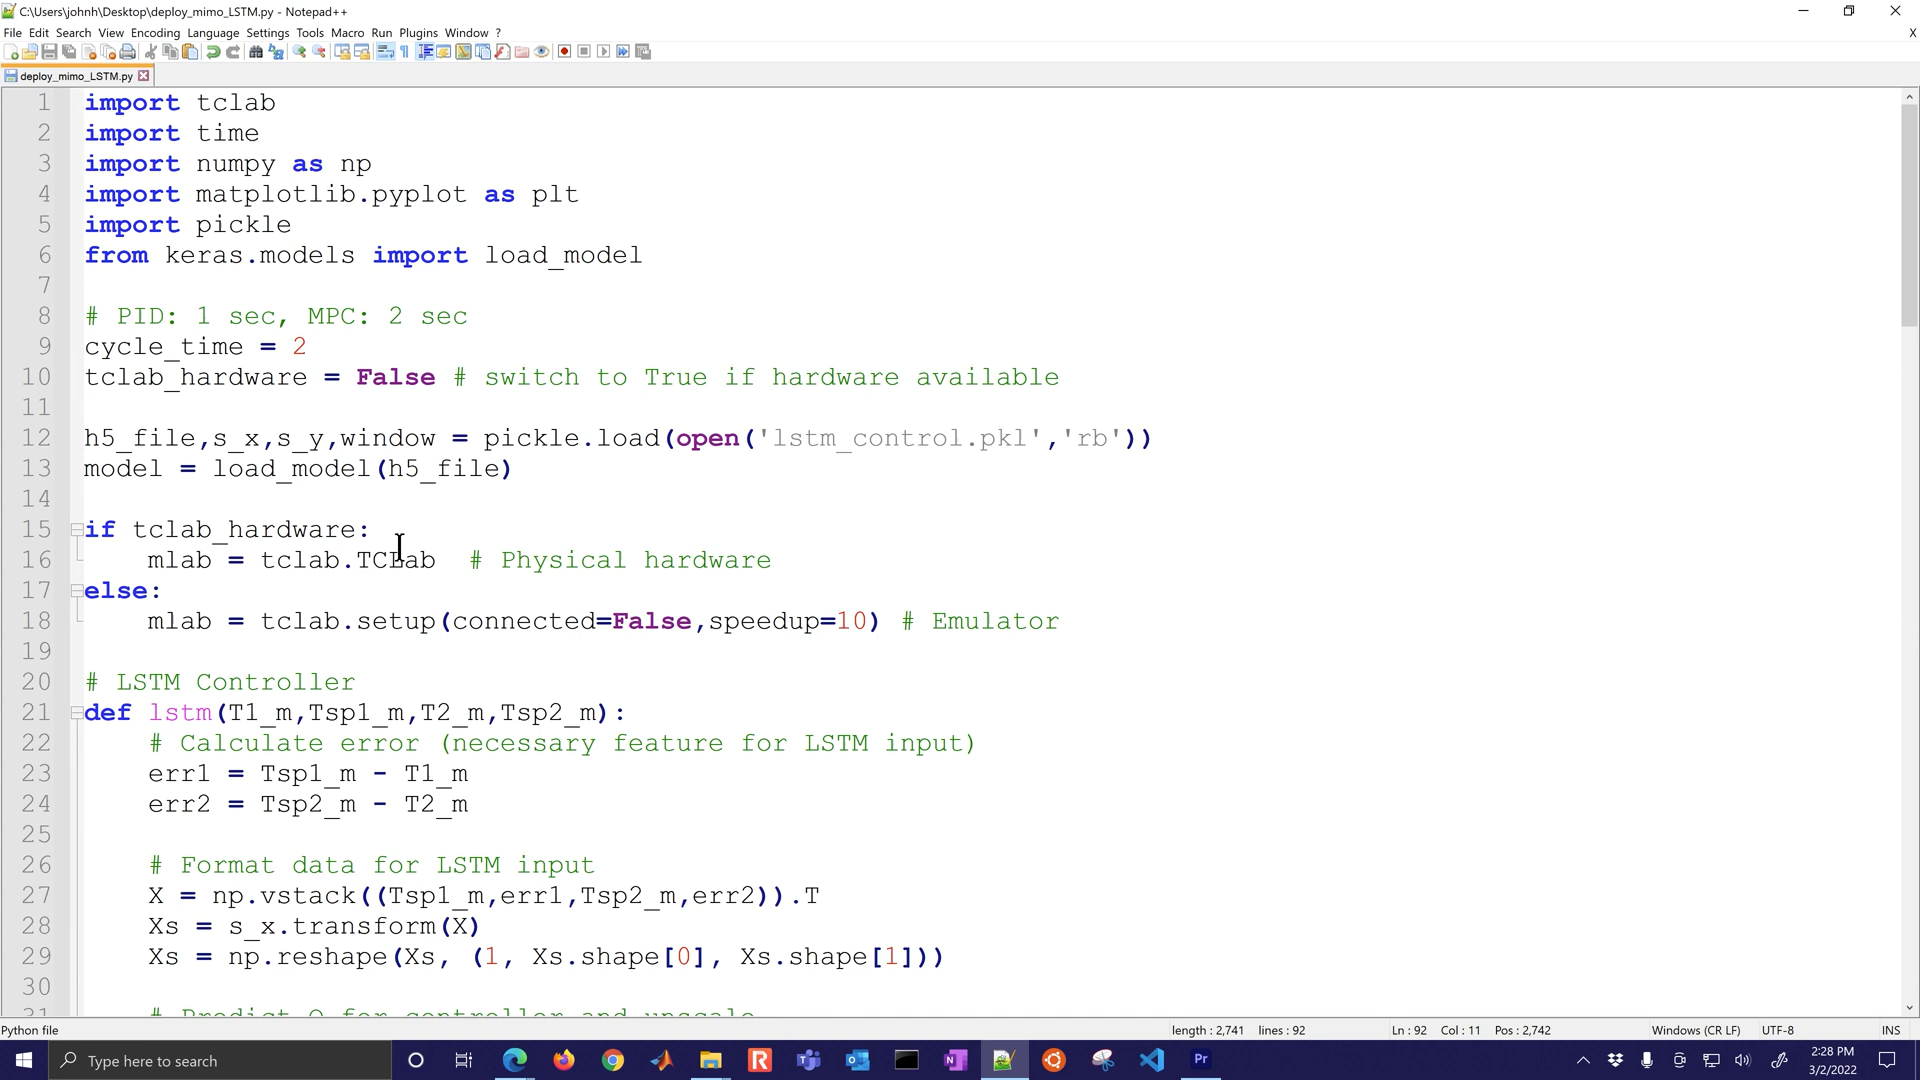 C:\Users\johnh\Desktop\deploy_mimo_LSTM.py - Notepad++
File Edit Search View Encoding Language Settings Tools Macro Run Plugins Window ? X
deploy_mimo_LSTM.py
1 import tclab
2 import time
3 import numpy as np
4 import matplotlib.pyplot as plt
5 import pickle
6 from keras.models import load_model
7
8 # PID: 1 sec, MPC: 2 sec
9 cycle_time = 2
10 tclab_hardware = False # switch to True if hardware available
11
12 h5_file,s_x,s_y,window = pickle.load(open('lstm_control.pkl','rb'))
13 model = load_model(h5_file)
14
15 if tclab_hardware:
16     mlab = tclab.TCLab  # Physical hardware
17 else:
18     mlab = tclab.setup(connected=False,speedup=10) # Emulator
19
20 # LSTM Controller
21 def lstm(T1_m,Tsp1_m,T2_m,Tsp2_m):
22     # Calculate error (necessary feature for LSTM input)
23     err1 = Tsp1_m - T1_m
24     err2 = Tsp2_m - T2_m
25
26     # Format data for LSTM input
27     X = np.vstack((Tsp1_m,err1,Tsp2_m,err2)).T
28     Xs = s_x.transform(X)
29     Xs = np.reshape(Xs, (1, Xs.shape[0], Xs.shape[1]))
30
31     # Predict Q for controller and unscale
Python file length : 2,741 lines : 92 Ln : 92 Col : 11 Pos : 2,742 Windows (CR LF) UTF-8 INS
Type here to search
2:28 PM
3/2/2022